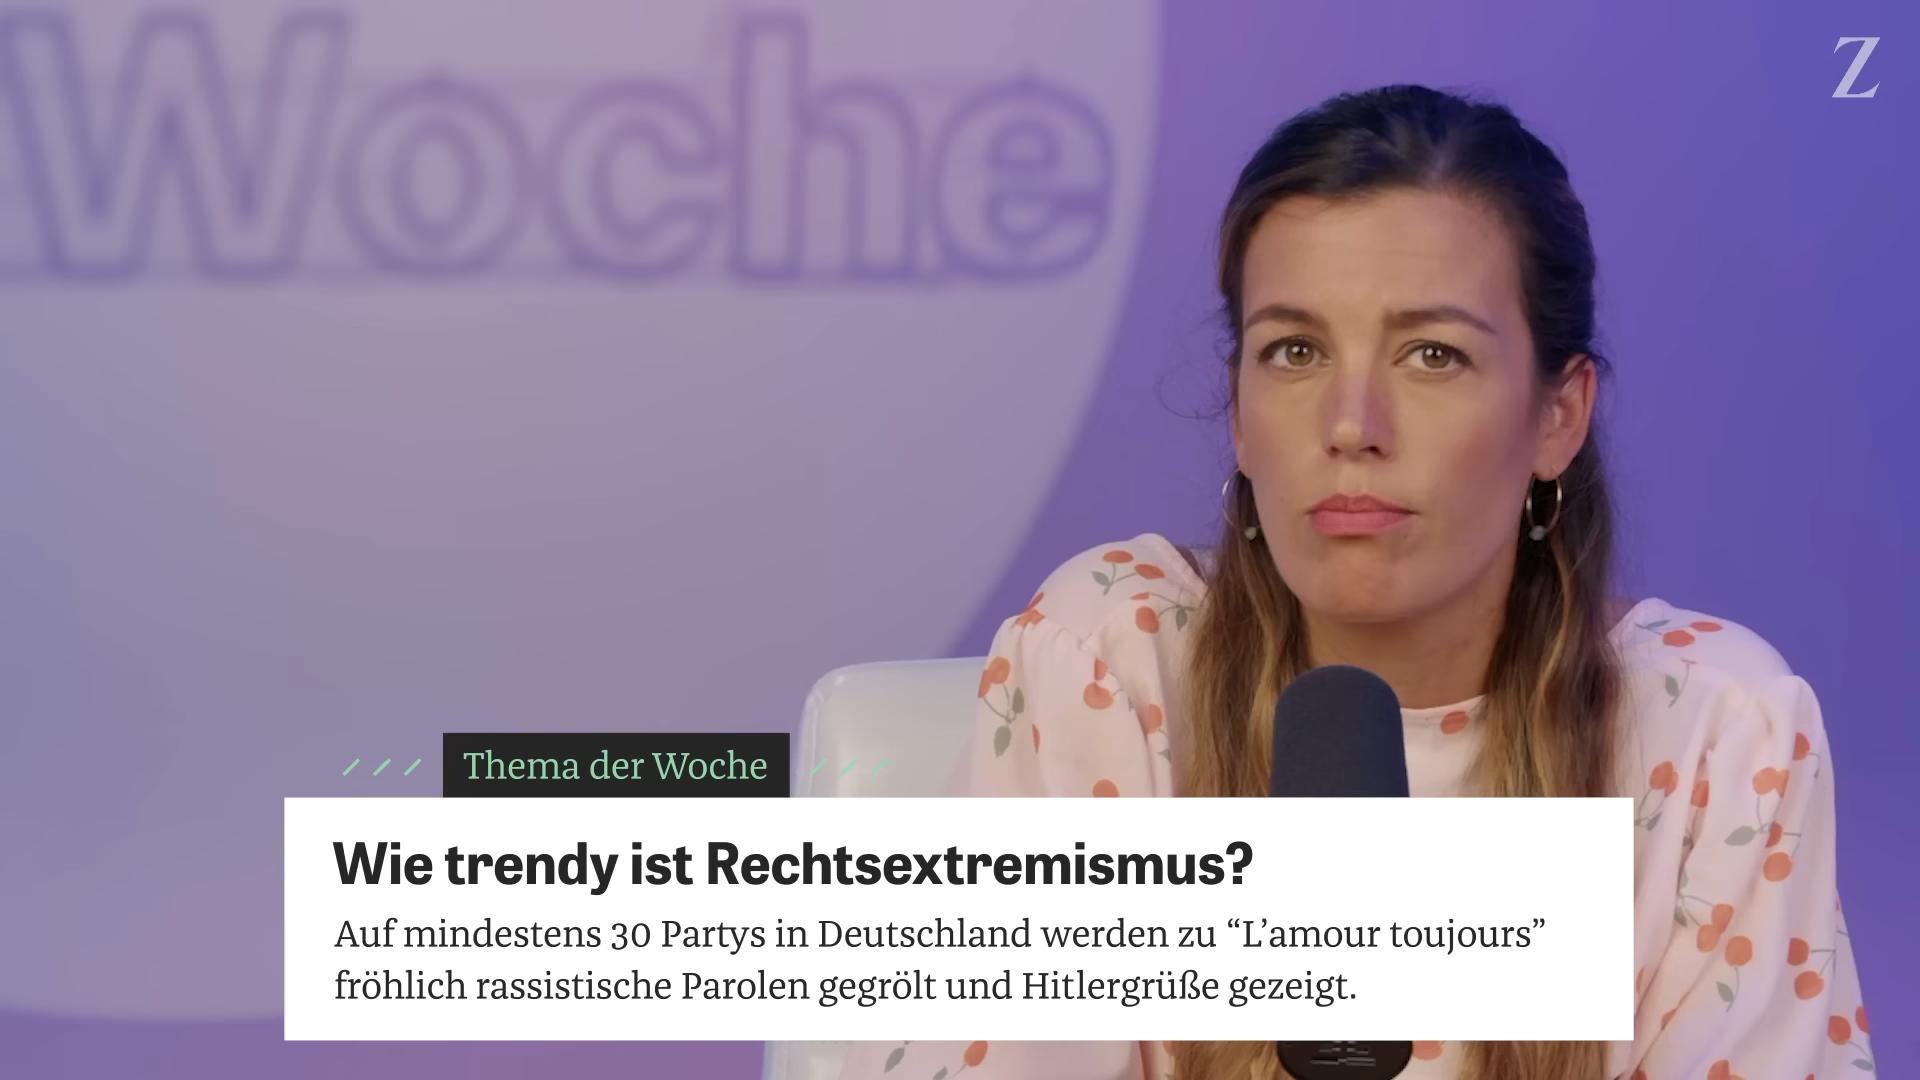 Woche
Z
Thema der Woche
Wie trendy ist Rechtsextremismus?
Auf mindestens 30 Partys in Deutschland werden zu “L’amour toujours”
fröhlich rassistische Parolen gegrölt und Hitlergrüße gezeigt.